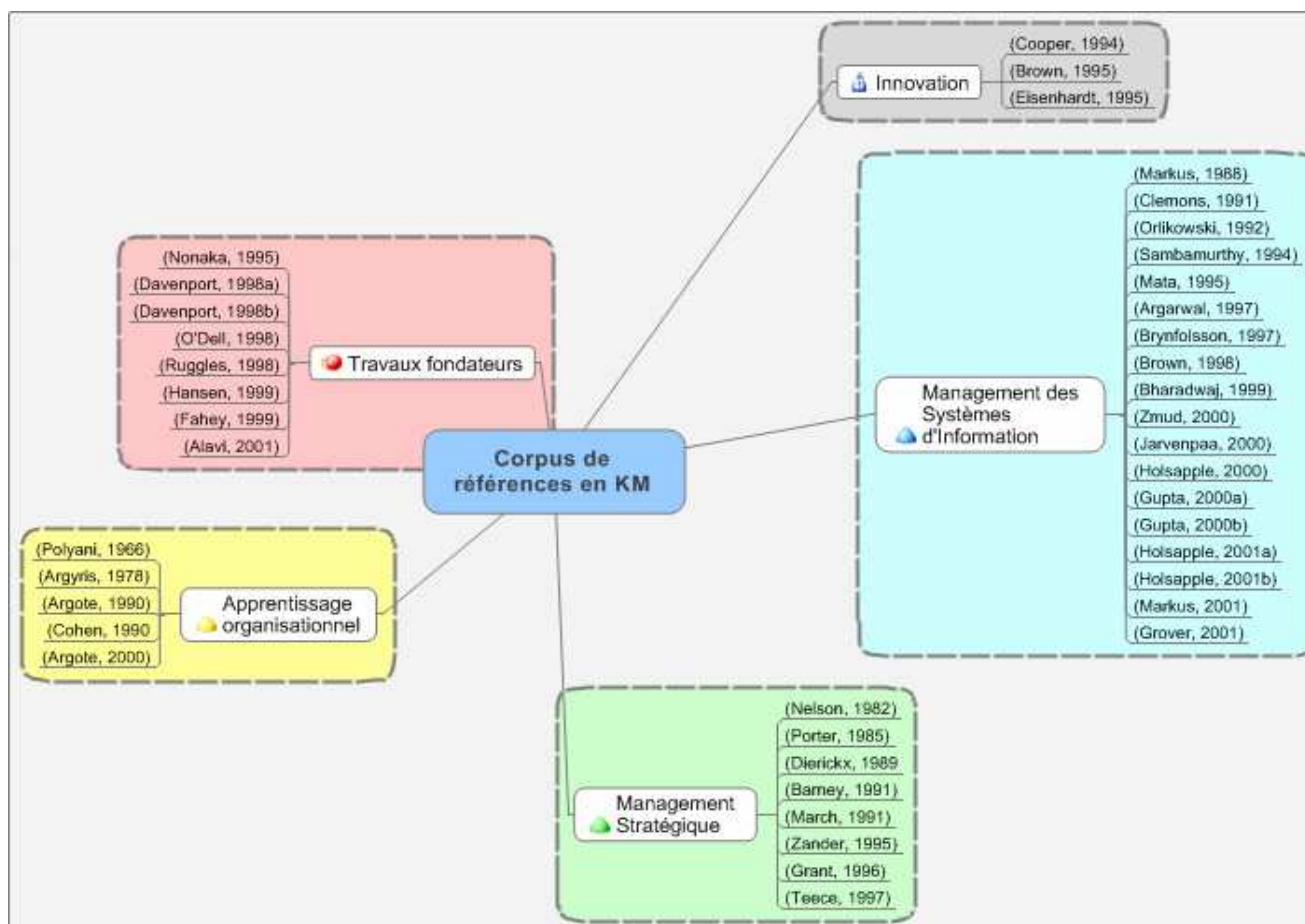 Corpus de
références en KM
Innovation
(Cooper, 1994)
(Brown, 1995)
(Eisenhardt, 1995)
Management des
Systèmes
d'Information
(Markus, 1988)
(Clemons, 1991)
(Orlikowski, 1992)
(Sambamurthy, 1994)
(Mata, 1995)
(Argarwal, 1997)
(Brynfolsson, 1997)
(Brown, 1998)
(Bharadwaj, 1999)
(Zmud, 2000)
(Jarvenpaa, 2000)
(Holsapple, 2000)
(Gupta, 2000a)
(Gupta, 2000b)
(Holsapple, 2001a)
(Holsapple, 2001b)
(Markus, 2001)
(Grover, 2001)
Management
Stratégique
(Nelson, 1982)
(Porter, 1985)
(Dierickx, 1989
(Barney, 1991)
(March, 1991)
(Zander, 1995)
(Grant, 1996)
(Teece, 1997)
Apprentissage
organisationnel
(Polyani, 1966)
(Argyris, 1978)
(Argote, 1990)
(Cohen, 1990
(Argote, 2000)
Travaux fondateurs
(Nonaka, 1995)
(Davenport, 1998a)
(Davenport, 1998b)
(O'Dell, 1998)
(Ruggles, 1998)
(Hansen, 1999)
(Fahey, 1999)
(Alavi, 2001)